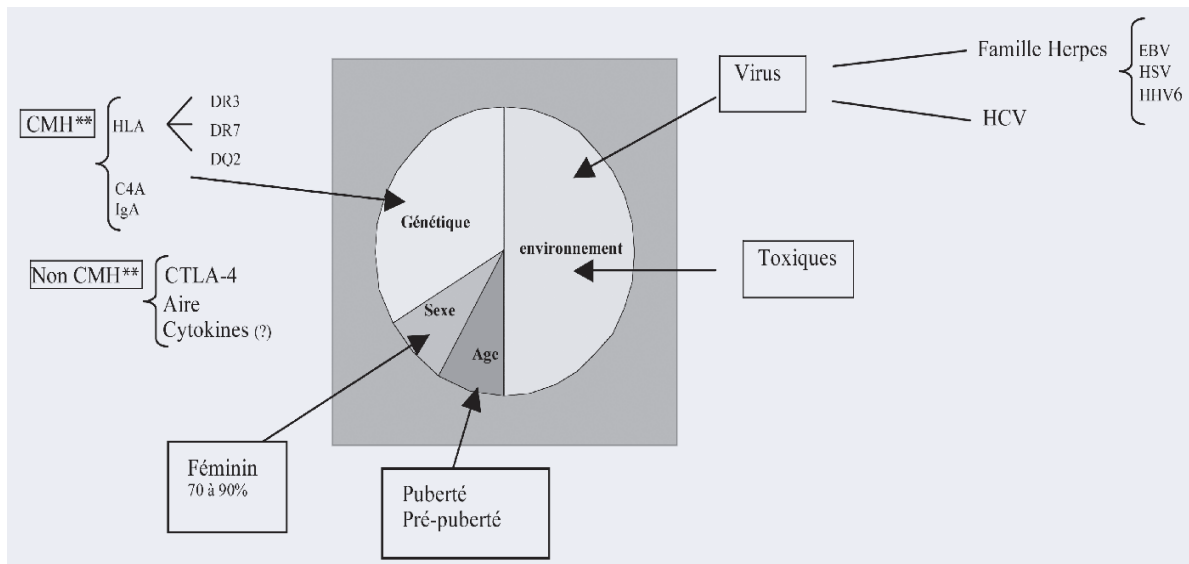 CMH**
HLA
DR3
DR7
DQ2
C4A
IgA
Non CMH**
CTLA-4
Aire
Cytokines (?)
Génétique
Sexe
Age
environnement
Féminin
70 à 90%
Puberté
Pré-puberté
Virus
Famille Herpes
EBV
HSV
HHV6
HCV
Toxiques